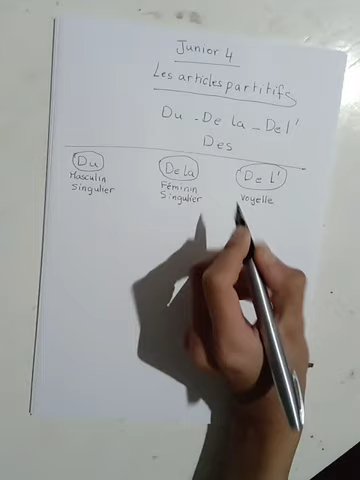 Junior 4
Les articles partitifs
Du - De la - De l'
Des
Du De la De l'
Masculin Féminin Voyelle
Singulier Singulier